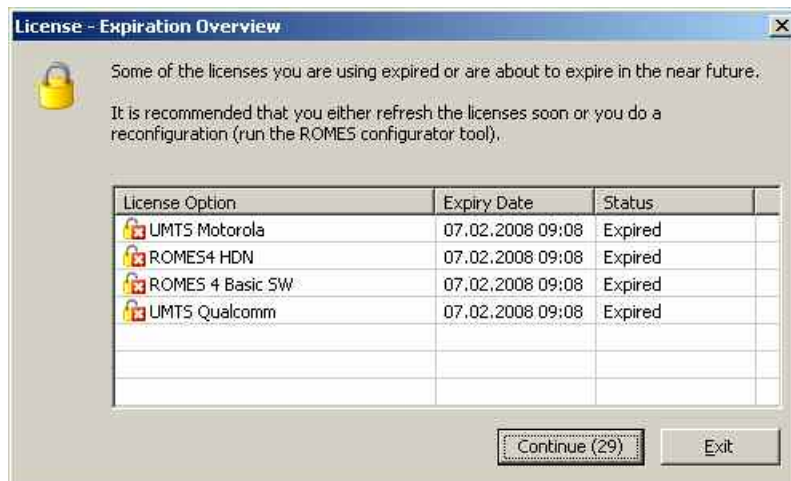 License - Expiration Overview
Some of the licenses you are using expired or are about to expire in the near future.
It is recommended that you either refresh the licenses soon or you do a
reconfiguration (run the ROMES configurator tool).
License Option Expiry Date Status
UMTS Motorola 07.02.2008 09:08 Expired
ROMES4 HDN 07.02.2008 09:08 Expired
ROMES 4 Basic SW 07.02.2008 09:08 Expired
UMTS Qualcomm 07.02.2008 09:08 Expired
Continue (29) Exit